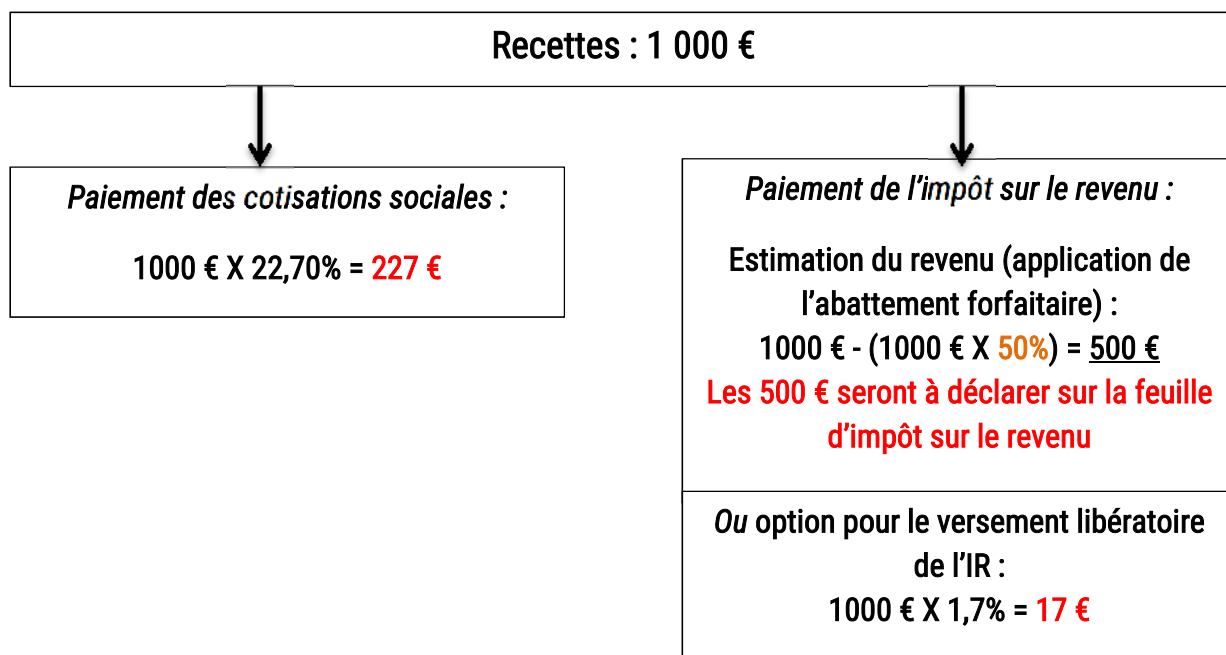 Recettes : 1 000 €
Paiement des cotisations sociales :
1000 € X 22,70% = 227 €
Paiement de l'impôt sur le revenu :
Estimation du revenu (application de
l'abattement forfaitaire) :
1000 € - (1000 € X 50%) = 500 €
Les 500 € seront à déclarer sur la feuille
d'impôt sur le revenu
Ou option pour le versement libératoire
de l'IR :
1000 € X 1,7% = 17 €